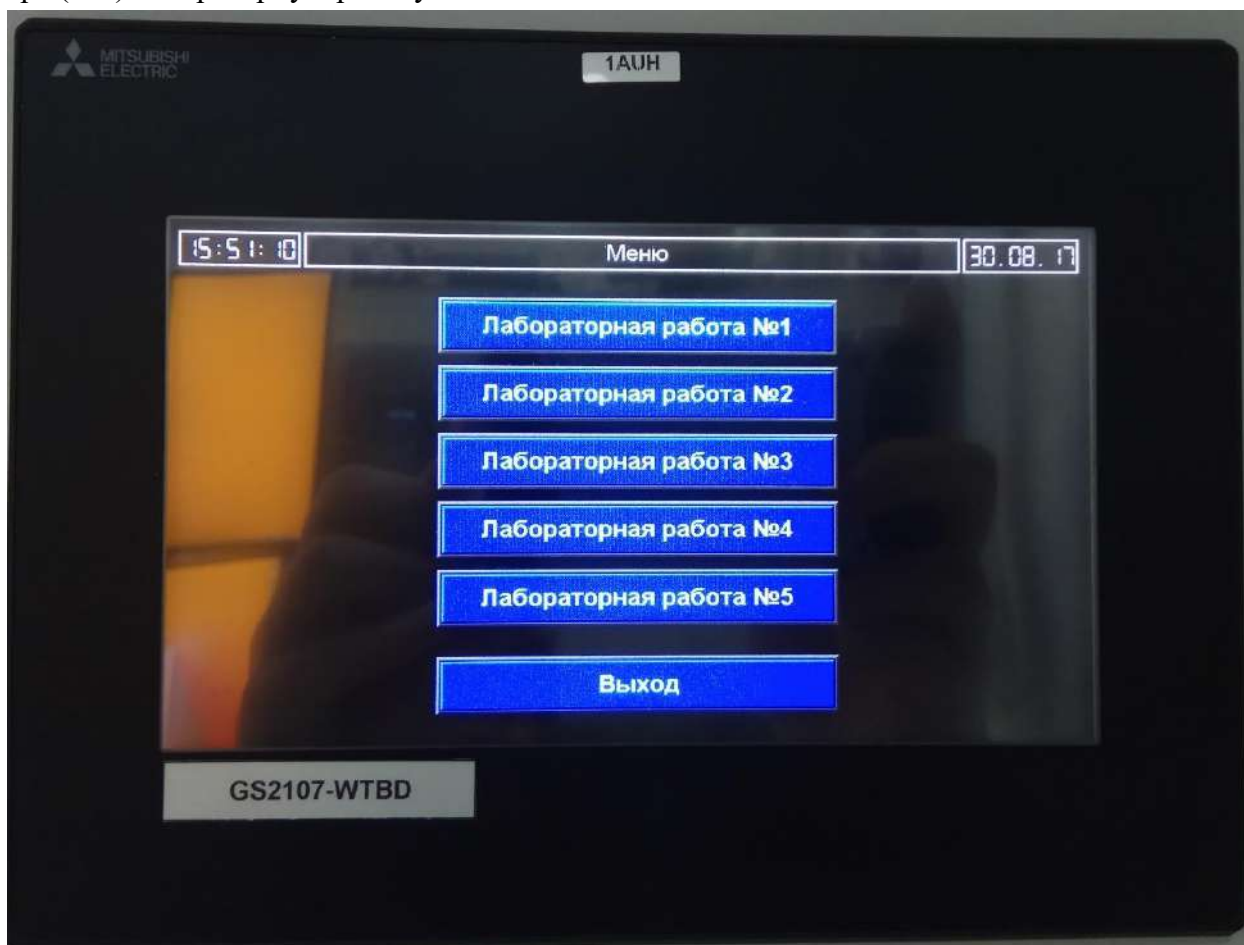 MITSUBISHI
ELECTRIC
1AUH
15:51:10
Меню
30.08.17
Лабораторная работа №1
Лабораторная работа №2
Лабораторная работа №3
Лабораторная работа №4
Лабораторная работа №5
Выход
GS2107-WTBD